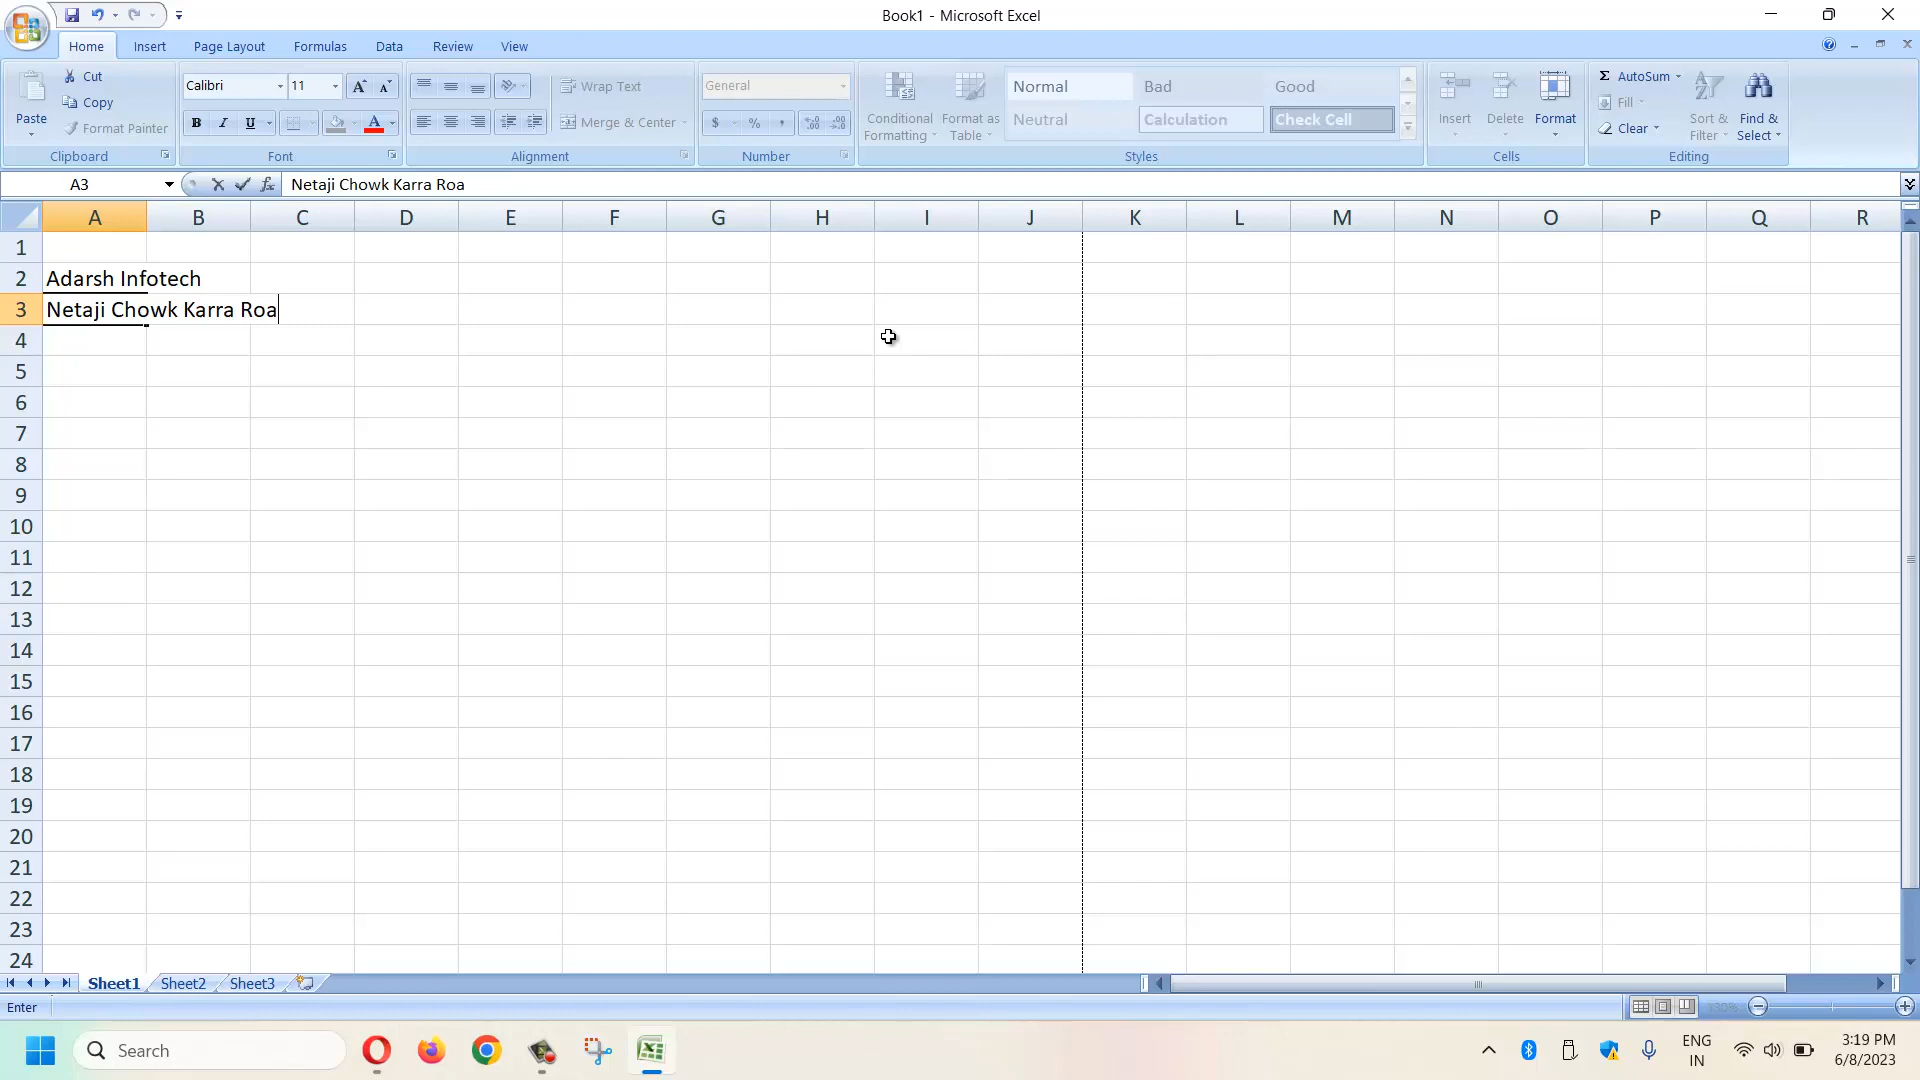 Book1 - Microsoft Excel
Home Insert Page Layout Formulas Data Review View
Paste
Cut
Copy
Format Painter
Clipboard
Calibri 11
B I U
Font
Wrap Text
Merge & Center
Alignment
General
$ % ,
Number
Conditional Formatting
Format as Table
Normal Bad Good
Neutral Calculation Check Cell
Styles
Insert Delete Format
Cells
Σ AutoSum
Fill
Clear
Sort & Filter
Find & Select
Editing
A3 fx Netaji Chowk Karra Roa
A B C D E F G H I J K L M N O P Q R
1
2 Adarsh Infotech
3 Netaji Chowk Karra Roa
4
5
6
7
8
9
10
11
12
13
14
15
16
17
18
19
20
21
22
23
24
Sheet1 Sheet2 Sheet3
Enter 130%
Search
ENG
IN
3:19 PM
6/8/2023